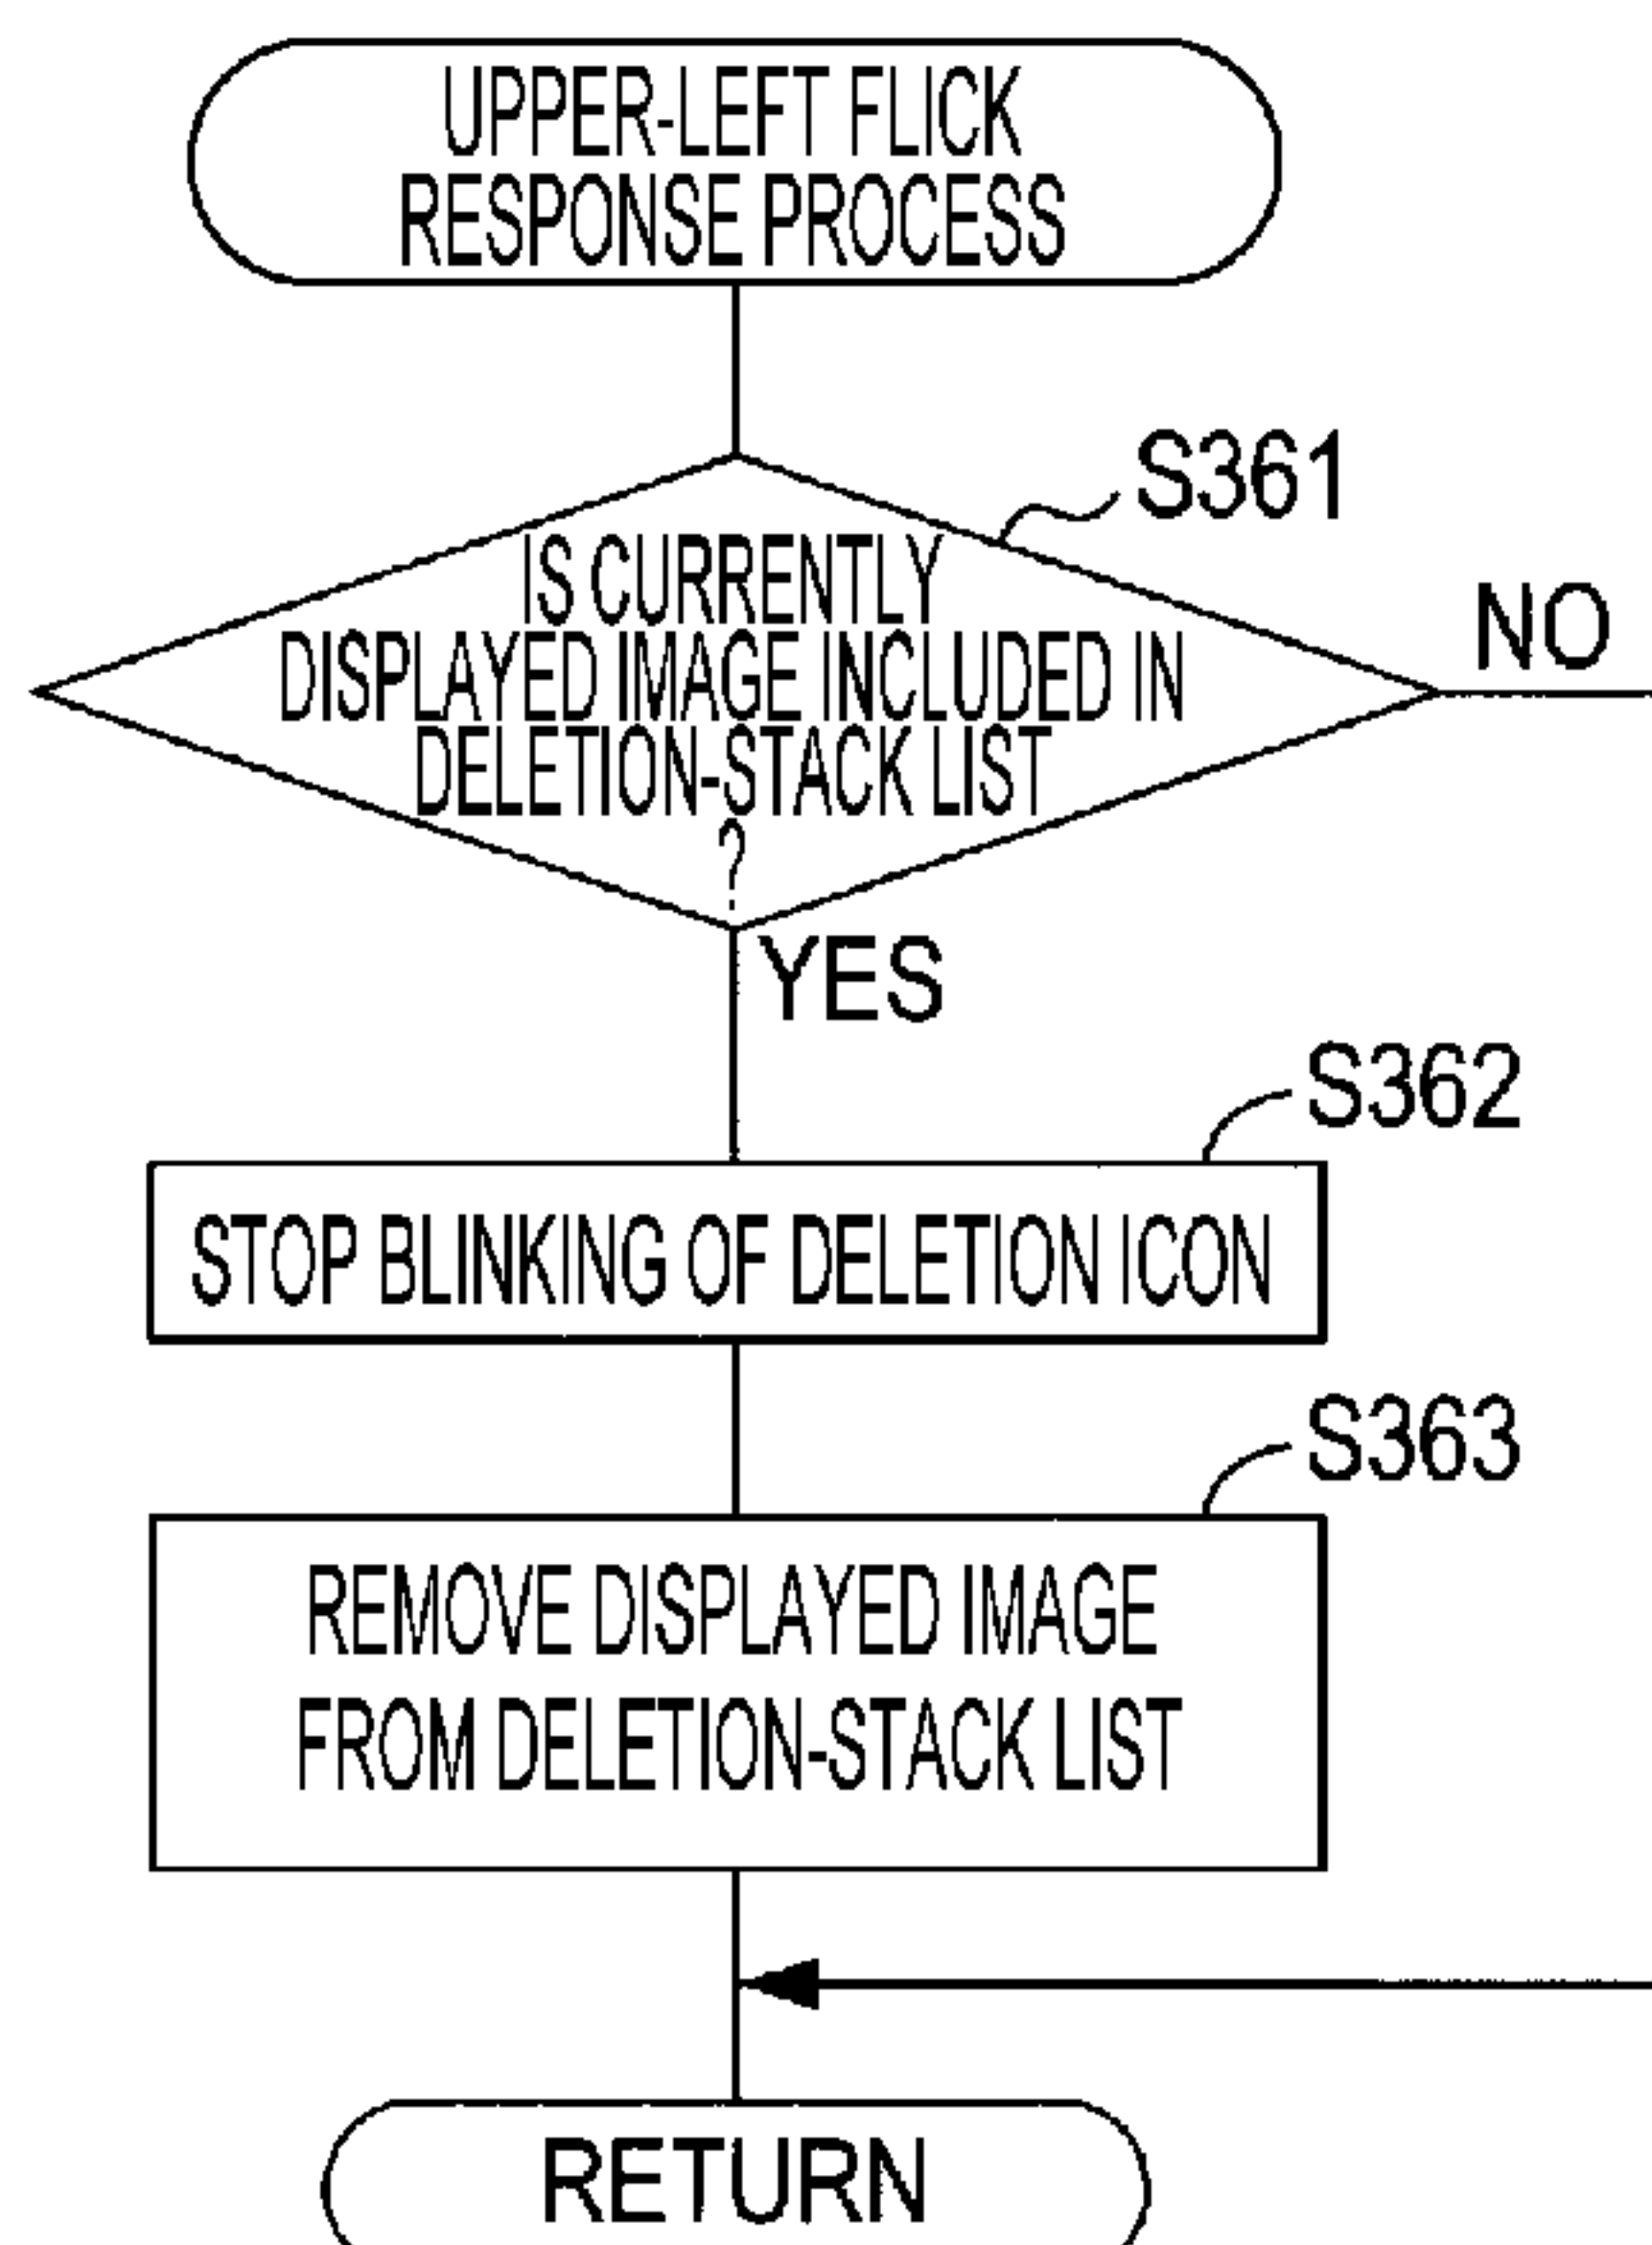 UPPER-LEFT FLICK
RESPONSE PROCESS
S361
IS CURRENTLY
DISPLAYED IMAGE INCLUDED IN
DELETION-STACK LIST
?
NO
YES
S362
STOP BLINKING OF DELETION ICON
S363
REMOVE DISPLAYED IMAGE
FROM DELETION-STACK LIST
RETURN